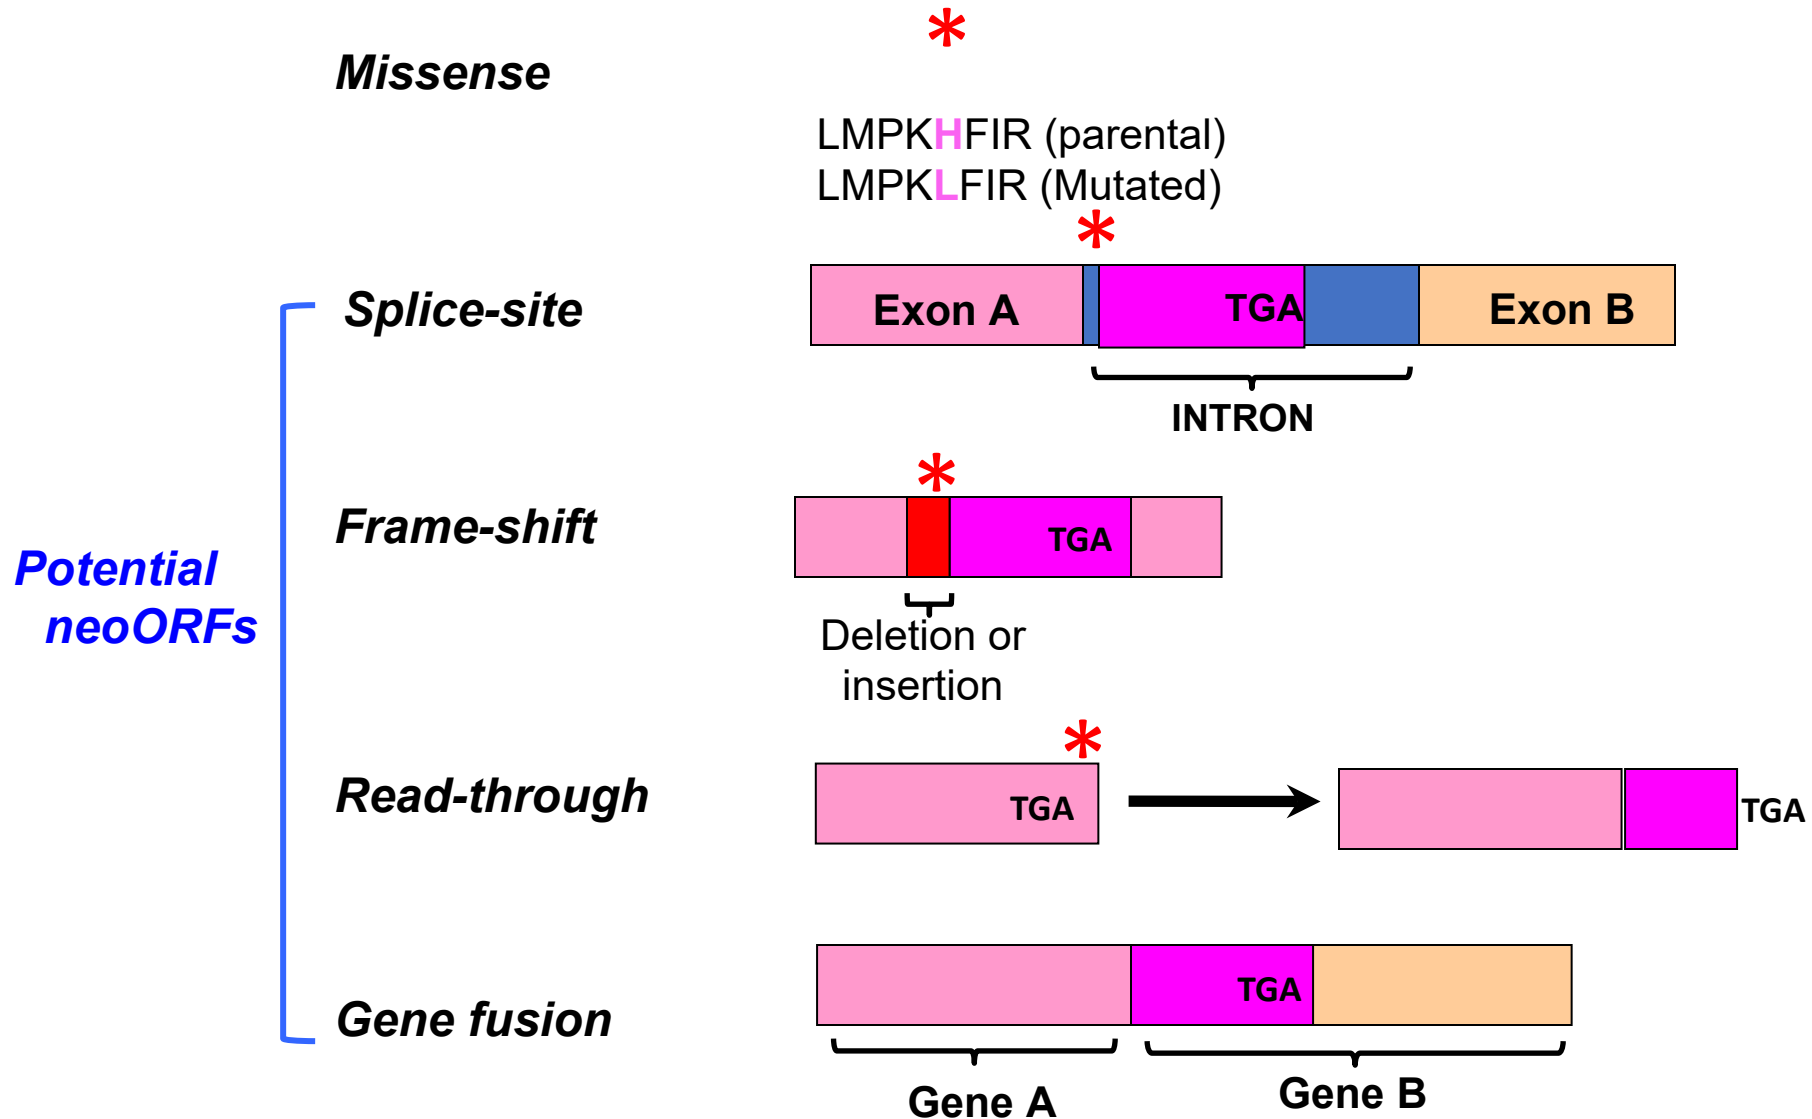 *
Missense
LMPKHFIR (parental)
LMPKLFIR (Mutated)
*
Splice-site
Exon A
TGA
Exon B
INTRON
*
Frame-shift
TGA
Deletion or
insertion
Potential
neoORFs
*
Read-through
TGA
TGA
Gene fusion
TGA
Gene A
Gene B